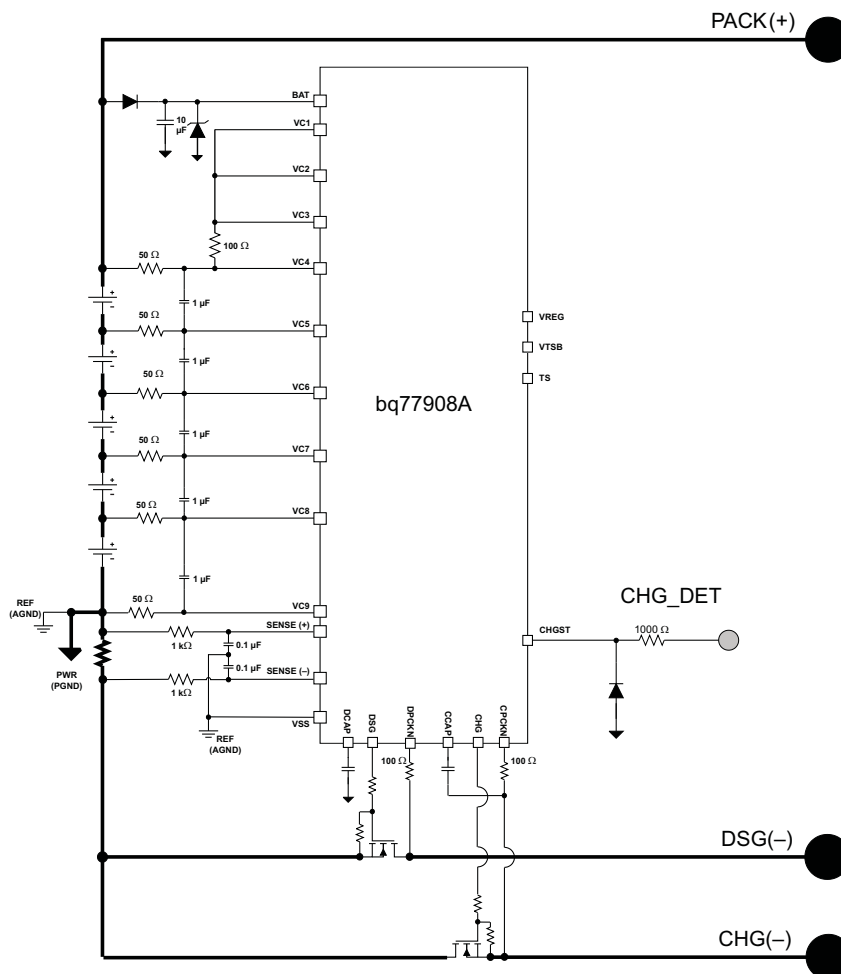 PACK(+)
BAT
10
µF
VC1
VC2
VC3
100 Ω
50 Ω
VC4
+
–
1 µF
VREG
50 Ω
VC5
VTSB
+
–
1 µF
TS
50 Ω
VC6
bq77908A
+
–
1 µF
50 Ω
VC7
+
–
1 µF
50 Ω
VC8
+
–
1 µF
REF
(AGND)
50 Ω
VC9
CHG_DET
SENSE (+)
CHGST
1000 Ω
1 kΩ
0.1 µF
PWR
(PGND)
0.1 µF
SENSE (–)
1 kΩ
VSS
REF
(AGND)
DCAP
DSG
DPCKN
CCAP
CHG
CPCKN
100 Ω
100 Ω
DSG(–)
CHG(–)